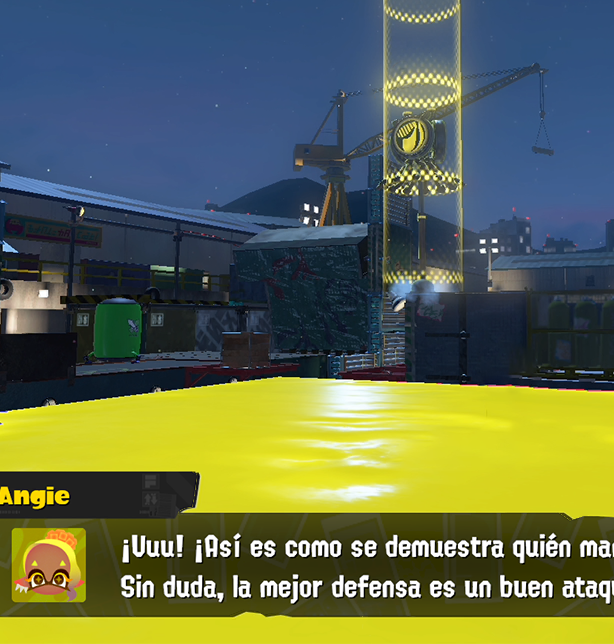 Angie
¡Uuu! ¡Así es como se demuestra quién
Sin duda, la mejor defensa es un buen